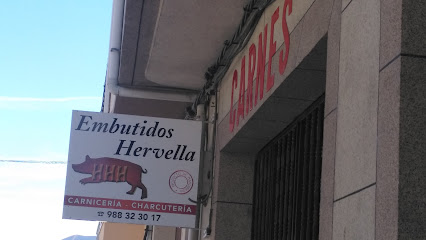 Embutidos
Hervella
HHH
CARNICERÍA - CHARCUTERÍA
☎ 988 32 30 17
CARNES